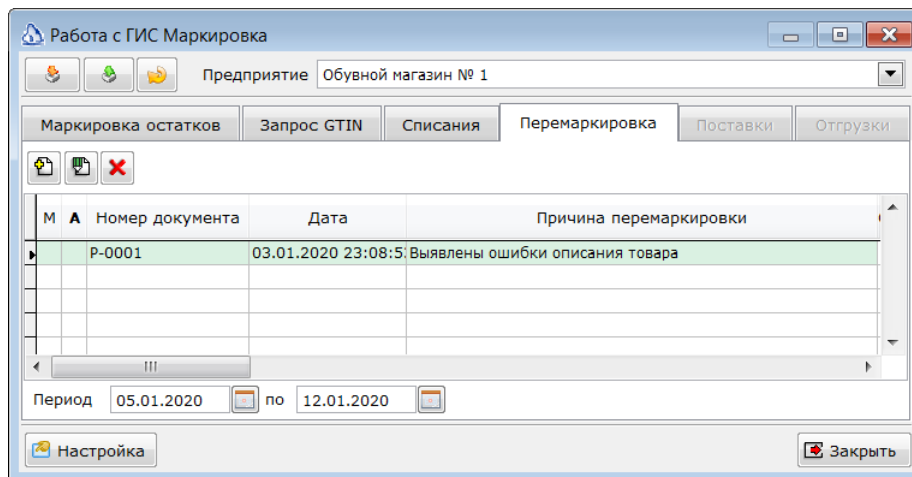 Работа с ГИС Маркировка
Предприятие Обувной магазин № 1
Маркировка остатков Запрос GTIN Списания Перемаркировка Поставки Отгрузки
М А Номер документа Дата Причина перемаркировки
Р-0001 03.01.2020 23:08:5 Выявлены ошибки описания товара
Период 05.01.2020 по 12.01.2020
Настройка Закрыть